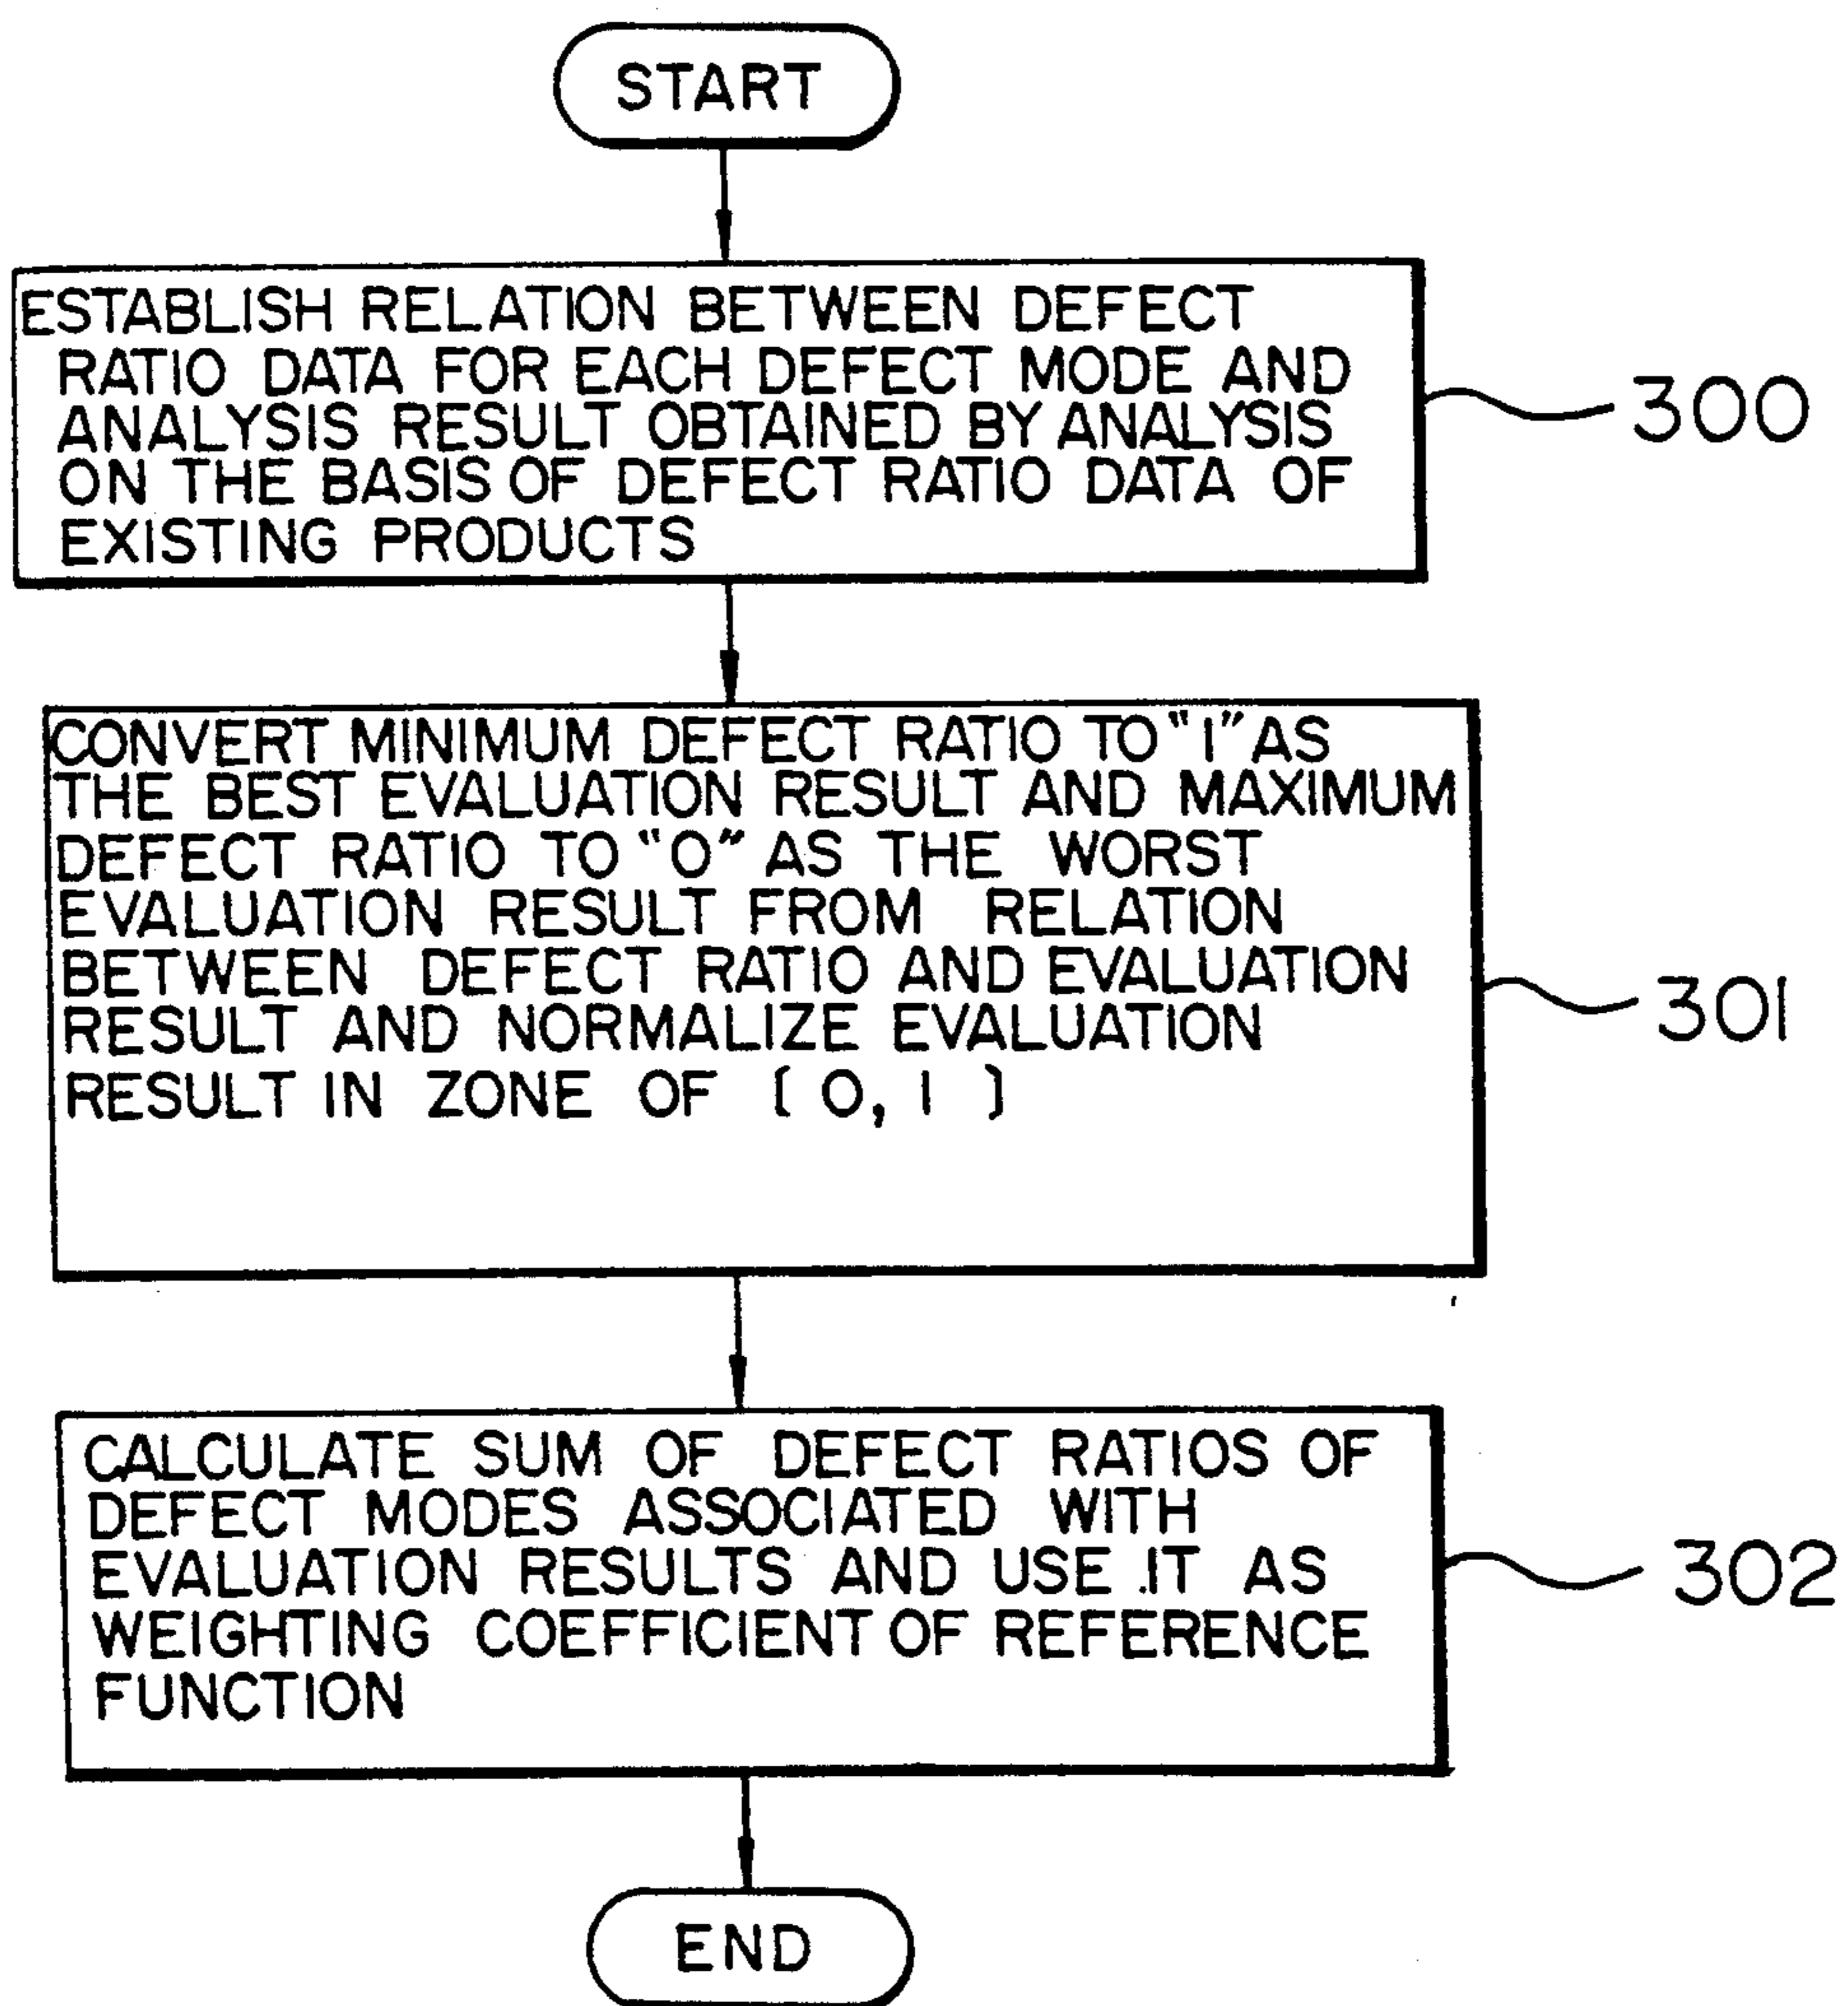 START
ESTABLISH RELATION BETWEEN DEFECT
RATIO DATA FOR EACH DEFECT MODE AND
ANALYSIS RESULT OBTAINED BY ANALYSIS
ON THE BASIS OF DEFECT RATIO DATA OF
EXISTING PRODUCTS
300
CONVERT MINIMUM DEFECT RATIO TO "1" AS
THE BEST EVALUATION RESULT AND MAXIMUM
DEFECT RATIO TO "0" AS THE WORST
EVALUATION RESULT FROM RELATION
BETWEEN DEFECT RATIO AND EVALUATION
RESULT AND NORMALIZE EVALUATION
RESULT IN ZONE OF [ 0, 1 ]
301
CALCULATE SUM OF DEFECT RATIOS OF
DEFECT MODES ASSOCIATED WITH
EVALUATION RESULTS AND USE IT AS
WEIGHTING COEFFICIENT OF REFERENCE
FUNCTION
302
END